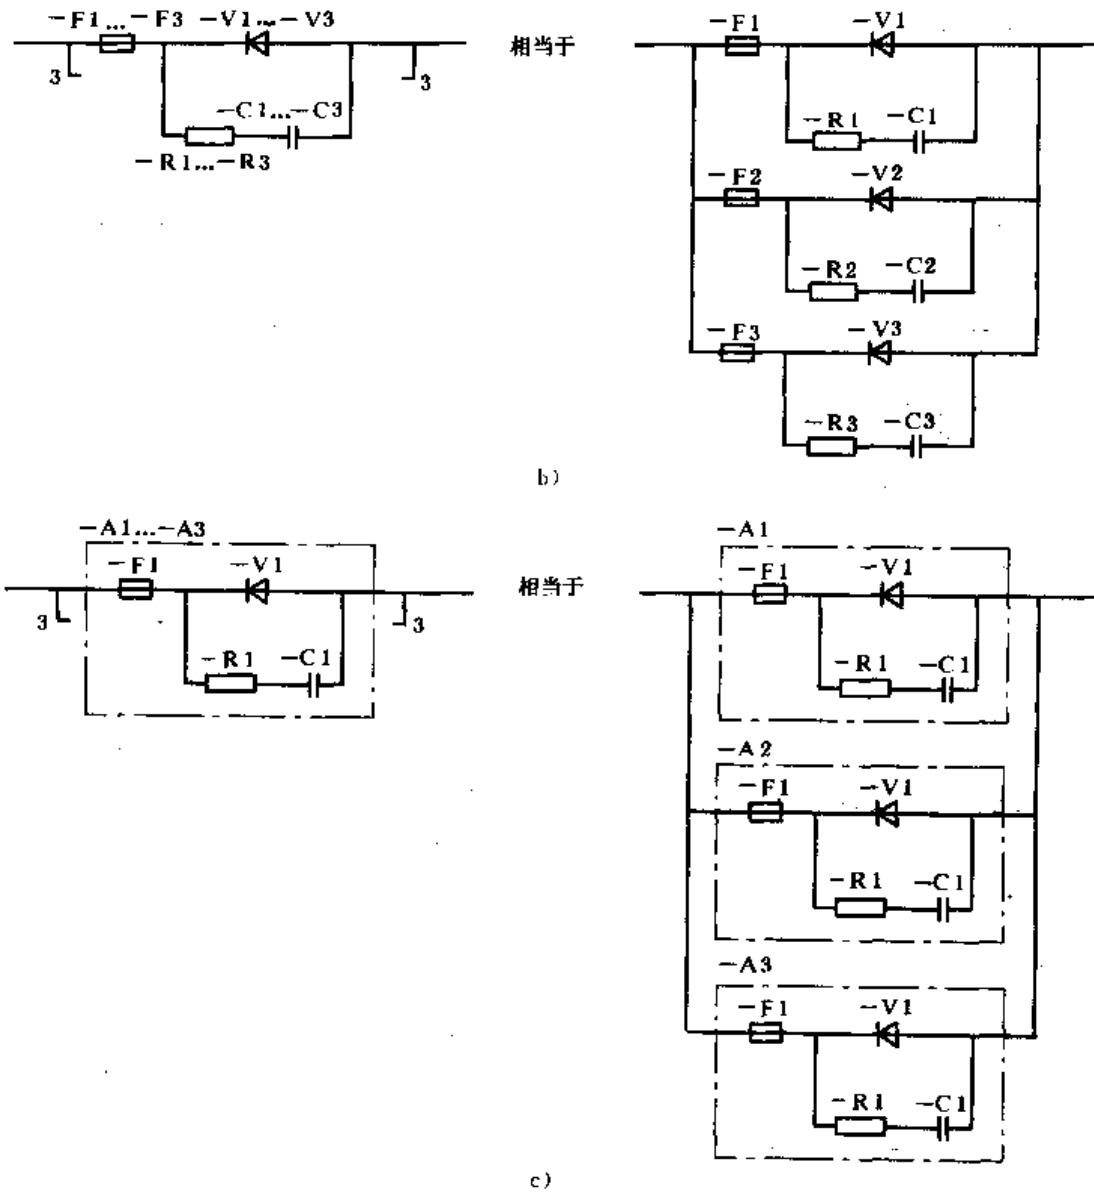 －F1…－F3
－V1…－V3
3
3
－C1…－C3
－R1…－R3
相当于
－F1
－V1
－R1
－C1
－F2
－V2
－R2
－C2
－F3
－V3
－R3
－C3
b)
－A1…－A3
－F1
－V1
3
3
－R1
－C1
相当于
－A1
－F1
－V1
－R1
－C1
－A2
－F1
－V1
－R1
－C1
－A3
－F1
－V1
－R1
－C1
c)